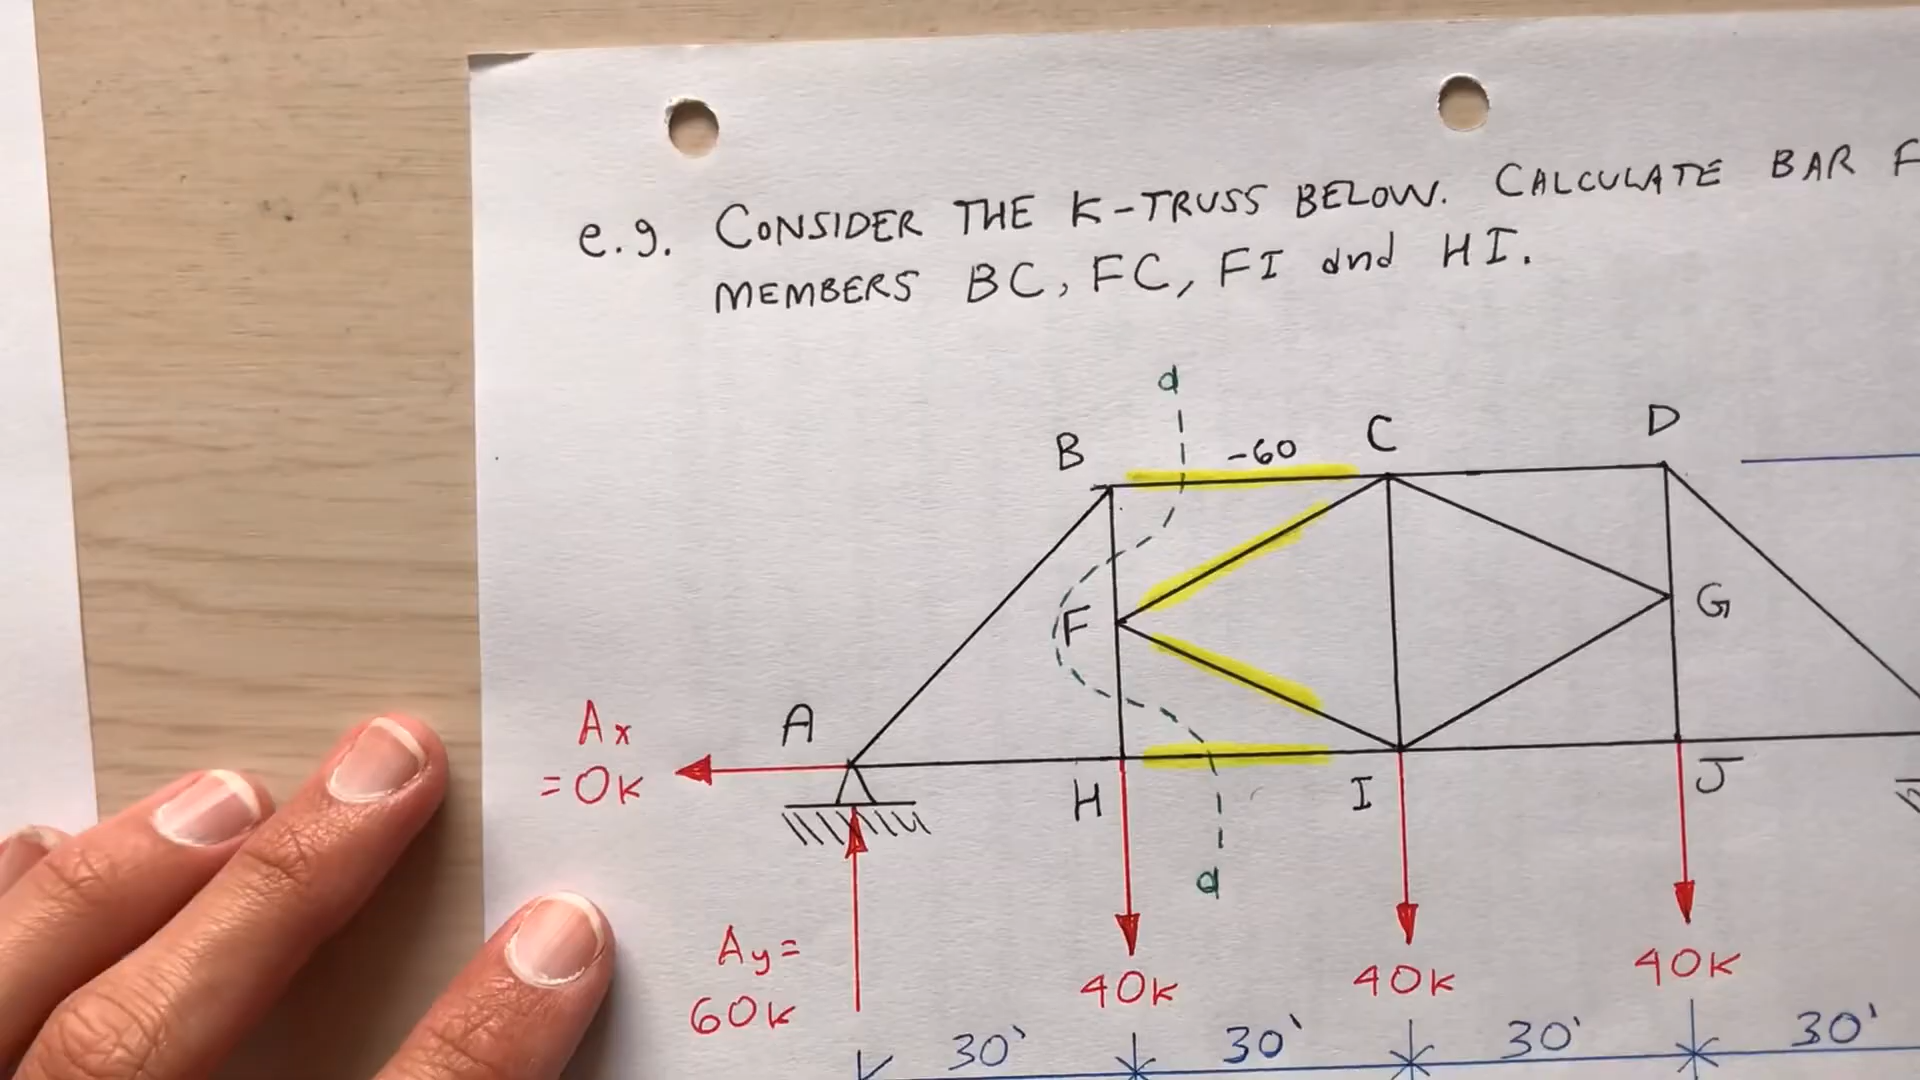 e.g. CONSIDER THE K-TRUSS BELOW. CALCULATE BAR F
MEMBERS BC, FC, FI and HI.
a
B
-60
C
D
F
G
A
Ax
= 0K
H
I
J
a
Ay =
60K
40K
40K
40K
30'
30'
30'
30'